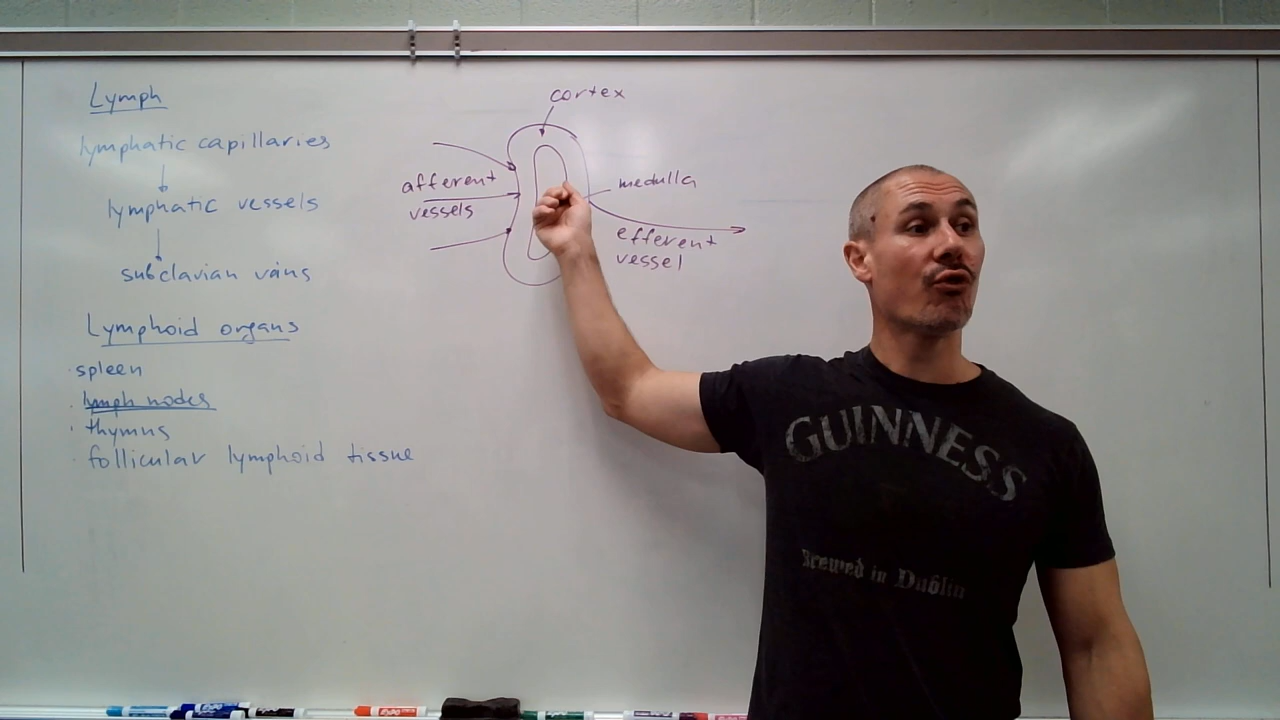 Lymph
lymphatic capillaries
lymphatic vessels
subclavian vains
Lymphoid organs
· spleen
· lymph nodes
· thymus
· follicular lymphoid tissue
cortex
afferent
vessels
medulla
efferent
vessel
GUINNESS
Brewed in Dublin
EXPO